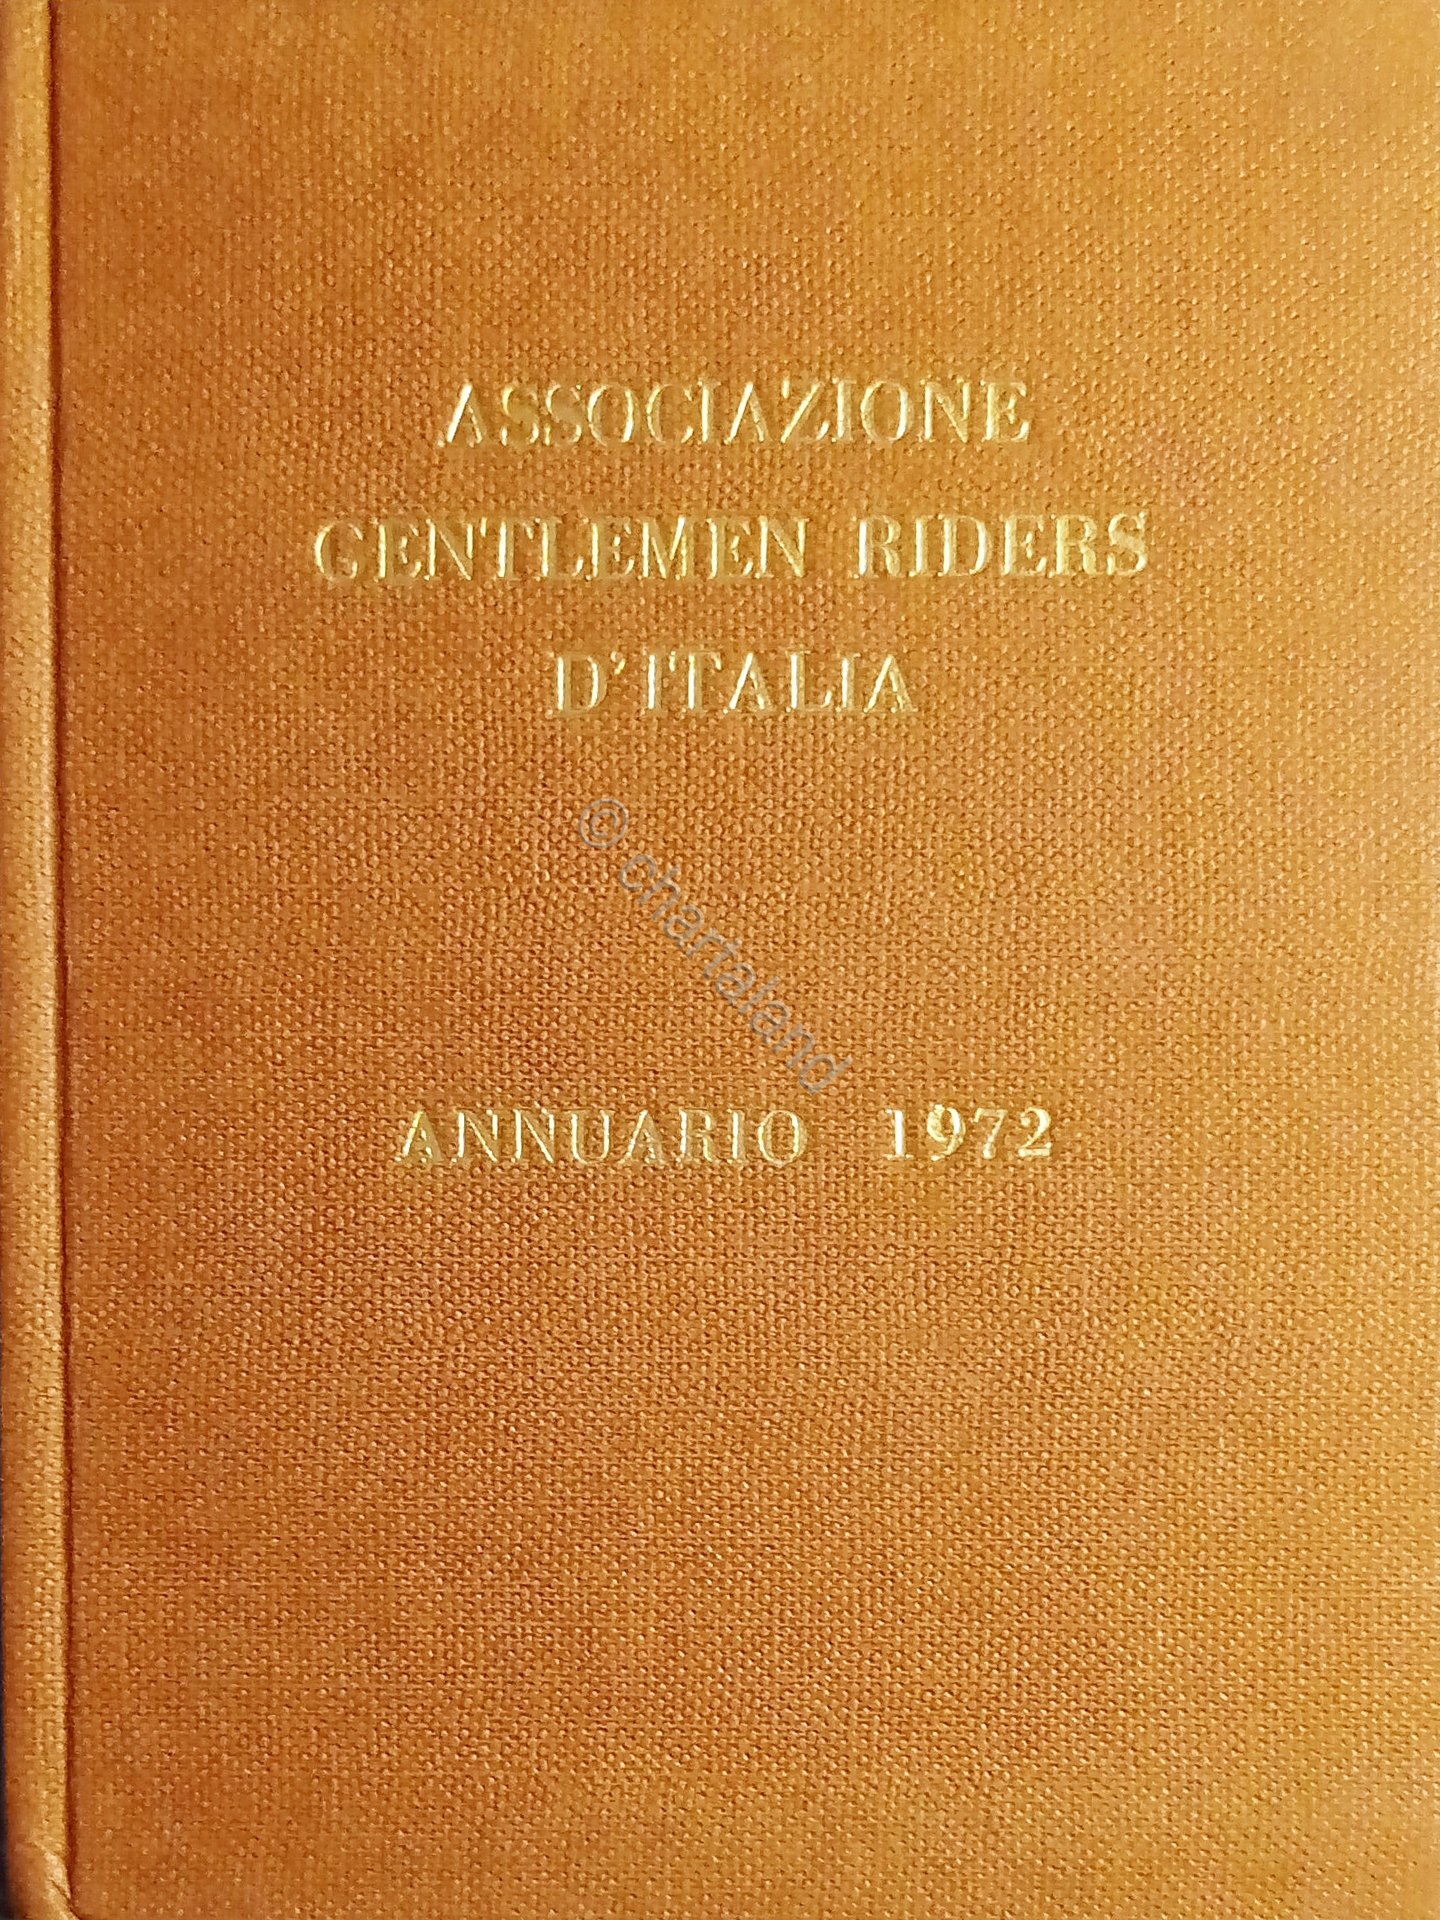 ASSOCIAZIONE
GENTLEMEN RIDERS
D'ITALIA
© chartaland
ANNUARIO 1972